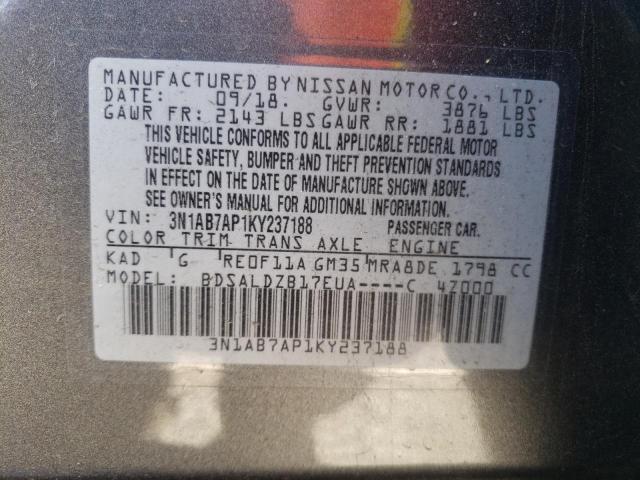 MANUFACTURED BY NISSAN MOTOR CO., LTD.
DATE: 09/18. GVWR: 3876 LBS
GAWR FR: 2143 LBS GAWR RR: 1881 LBS
THIS VEHICLE CONFORMS TO ALL APPLICABLE FEDERAL MOTOR
VEHICLE SAFETY, BUMPER AND THEFT PREVENTION STANDARDS
IN EFFECT ON THE DATE OF MANUFACTURE SHOWN ABOVE.
SEE OWNER'S MANUAL FOR ADDITIONAL INFORMATION.
VIN: 3N1AB7AP1KY237188 PASSENGER CAR.
COLOR TRIM TRANS AXLE ENGINE
KAD G RE0F11A GM35 MRA8DE 1798 CC
MODEL: BDSALDZB17EUA----C 4Z000
3N1AB7AP1KY237188